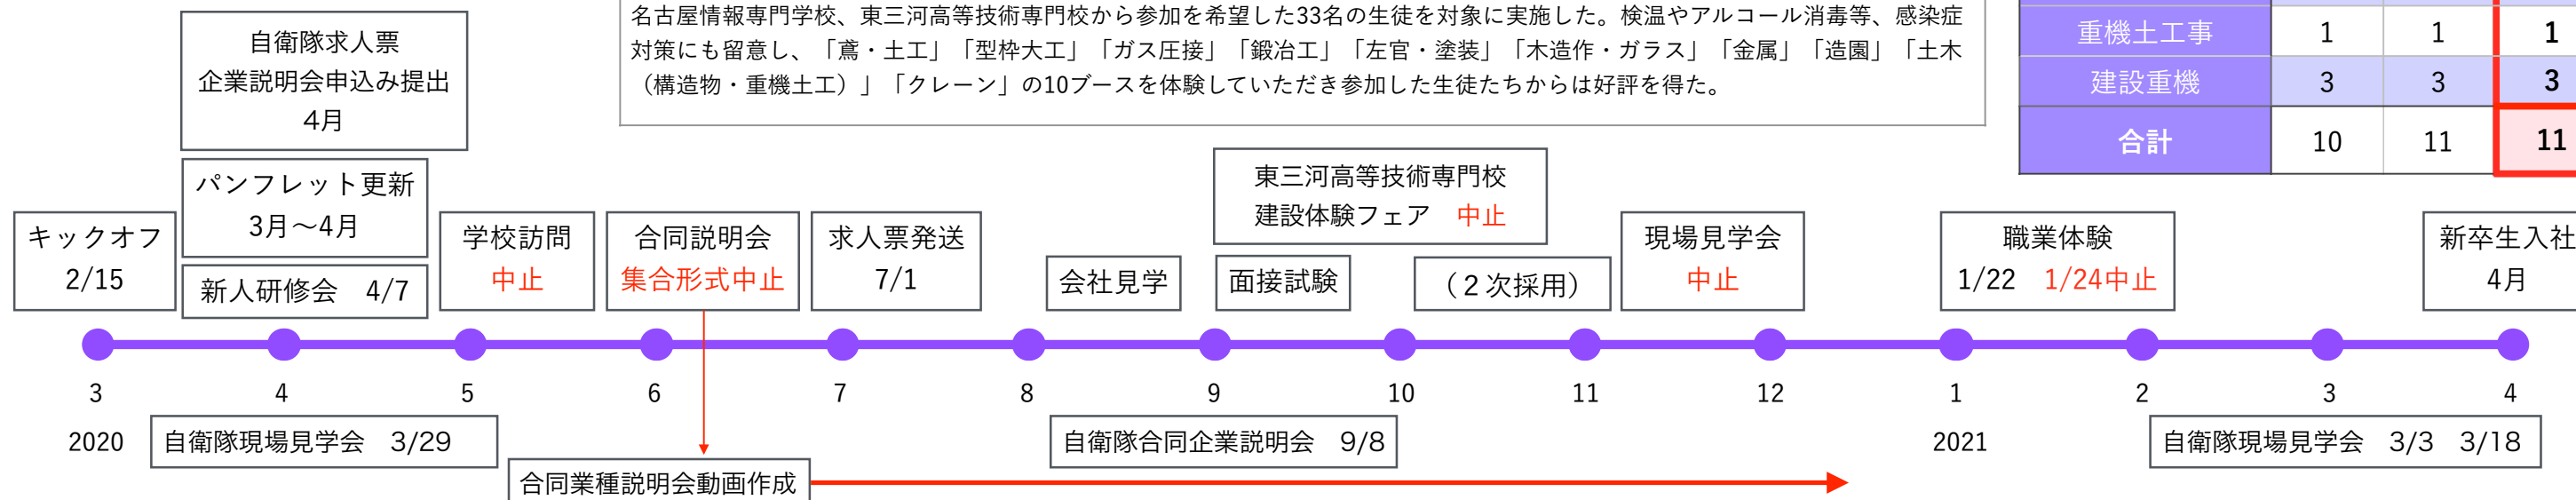 名古屋情報専門学校、東三河高等技術専門校から参加を希望した33名の生徒を対象に実施した。検温やアルコール消毒等、感染症
対策にも留意し、「鳶・土工」「型枠大工」「ガス圧接」「鍛冶工」「左官・塗装」「木造作・ガラス」「金属」「造園」「土木
（構造物・重機土工）」「クレーン」の10ブースを体験していただき参加した生徒たちからは好評を得た。
重機土工事 1 1 1
建設重機 3 3 3
合計 10 11 11
自衛隊求人票
企業説明会申込み提出
4月
パンフレット更新
3月〜4月
キックオフ
2/15
新人研修会 4/7
学校訪問
中止
合同説明会
集合形式中止
求人票発送
7/1
会社見学
東三河高等技術専門校
建設体験フェア 中止
面接試験
（２次採用）
現場見学会
中止
職業体験
1/22 1/24中止
新卒生入社
4月
3 4 5 6 7 8 9 10 11 12 1 2 3 4
2020
自衛隊現場見学会 3/29
自衛隊合同企業説明会 9/8
2021
自衛隊現場見学会 3/3 3/18
合同業種説明会動画作成